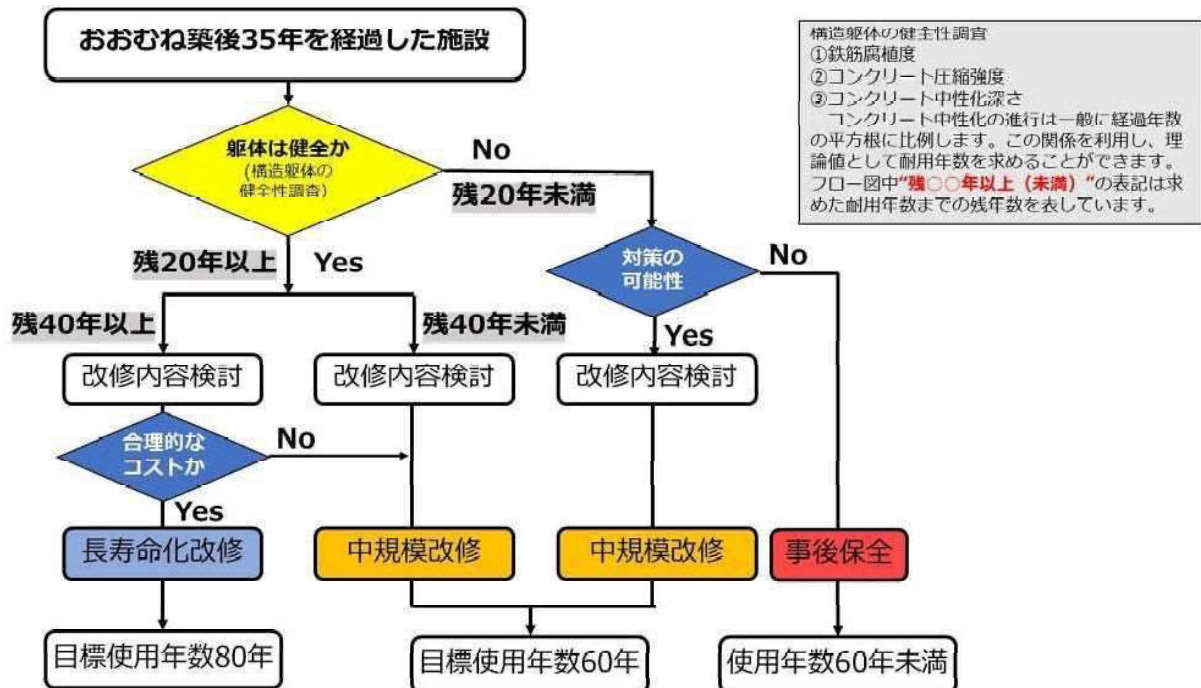 おおむね築後35年を経過した施設
構造躯体の健全性調査
①鉄筋腐植度
②コンクリート圧縮強度
③コンクリート中性化深さ
コンクリート中性化の進行は一般に経過年数
の平方根に比例します。この関係を利用し、理
論値として耐用年数を求めることができます。
フロー図中"残○○年以上（未満）"の表記は求
めた耐用年数までの残年数を表しています。
躯体は健全か
(構造躯体の
健全性調査)
No
残20年未満
残20年以上
Yes
対策の
可能性
No
Yes
残40年以上
残40年未満
改修内容検討
改修内容検討
改修内容検討
合理的な
コストか
No
Yes
長寿命化改修
中規模改修
中規模改修
事後保全
目標使用年数80年
目標使用年数60年
使用年数60年未満